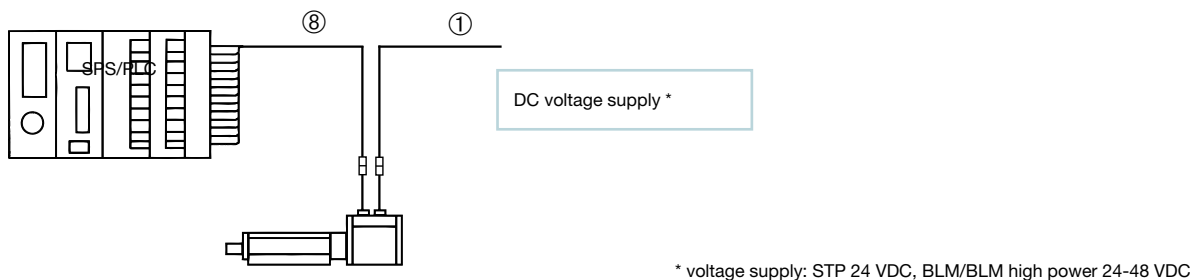 ⑧ ①
SPS/PLC
DC voltage supply *
* voltage supply: STP 24 VDC, BLM/BLM high power 24-48 VDC